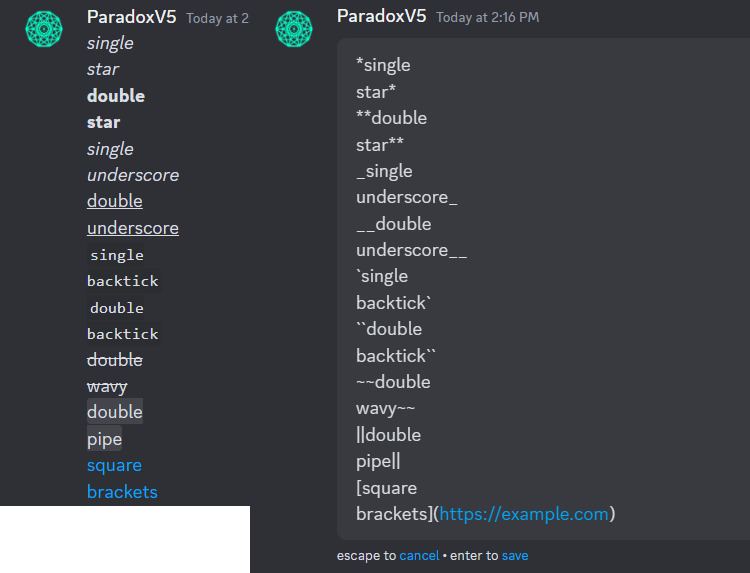 ParadoxV5 Today at 2
single
star
double
star
single
underscore
double
underscore
single
backtick
double
backtick
double
wavy
double
pipe
square
brackets
ParadoxV5 Today at 2:16 PM
*single
star*
**double
star**
_single
underscore_
__double
underscore__
`single
backtick`
``double
backtick``
~~double
wavy~~
||double
pipe||
[square
brackets](https://example.com)
escape to cancel • enter to save